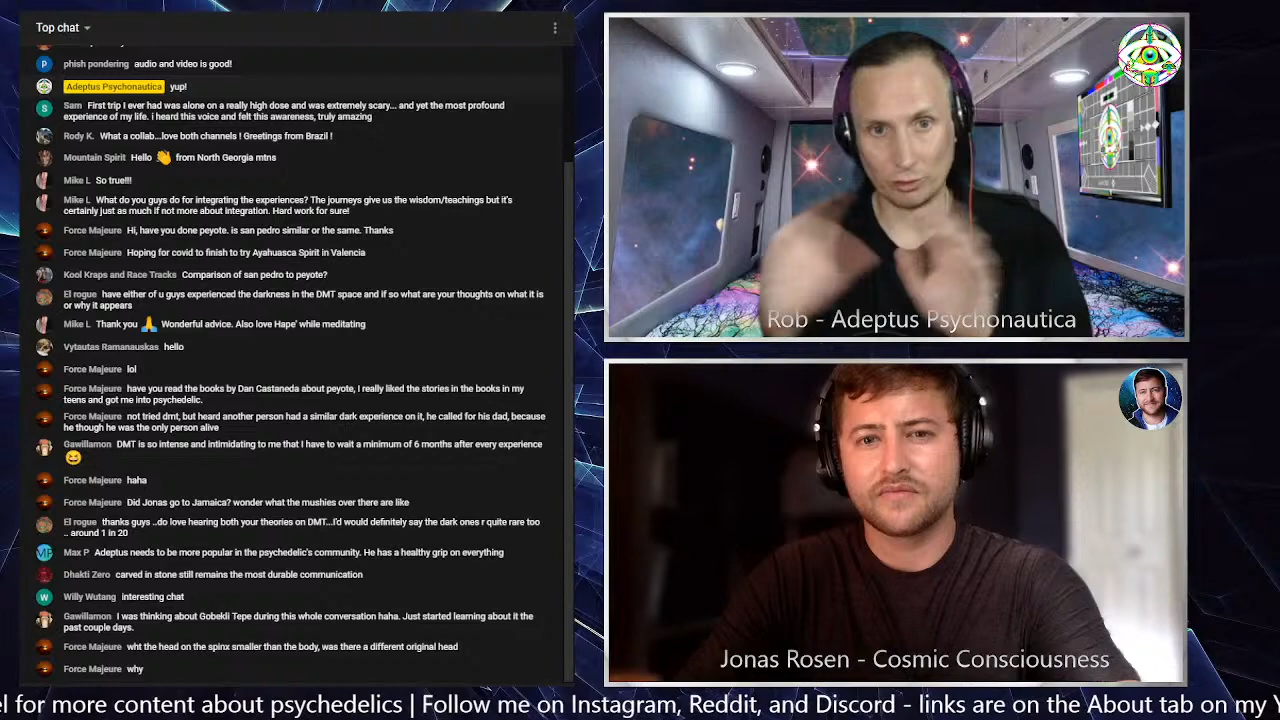 Top chat
phish pondering audio and video is good!
Adeptus Psychonautica yup!
Sam First trip I ever had was alone on a really high dose and was extremely scary... and yet the most profound
experience of my life. i heard this voice and felt this awareness, truly amazing
Rody K. What a collab...love both channels ! Greetings from Brazil !
Mountain Spirit Hello 👋 from North Georgia mtns
Mike L So true!!!
Mike L What do you guys do for integrating the experiences? The journeys give us the wisdom/teachings but it's
certainly just as much if not more about Integration. Hard work for sure!
Force Majeure Hi, have you done peyote. is san pedro similar or the same. Thanks
Force Majeure Hoping for covid to finish to try Ayahuasca Spirit in Valencia
Kool Kraps and Race Tracks Comparison of san pedro to peyote?
El rogue have either of u guys experienced the darkness in the DMT space and if so what are your thoughts on what it is
or why it appears
Mike L Thank you 🙏 Wonderful advice. Also love Hape' while meditating
Vytautas Ramanauskas hello
Force Majeure lol
Force Majeure have you read the books by Dan Castaneda about peyote, I really liked the stories in the books in my
teens and got me into psychedelic.
Force Majeure not tried dmt, but heard another person had a similar dark experience on it, he called for his dad, because
he though he was the only person alive
Gawillamon DMT is so intense and intimidating to me that I have to wait a minimum of 6 months after every experience
😆
Force Majeure haha
Force Majeure Did Jonas go to Jamaica? wonder what the mushies over there are like
El rogue thanks guys ..do love hearing both your theories on DMT...I'd would definitely say the dark ones r quite rare too
.. around 1 in 20
Max P Adeptus needs to be more popular in the psychedelic's community. He has a healthy grip on everything
Dhakti Zero carved in stone still remains the most durable communication
Willy Wutang interesting chat
Gawillamon I was thinking about Gobekli Tepe during this whole conversation haha. Just started learning about it the
past couple days.
Force Majeure wht the head on the spinx smaller than the body, was there a different original head
Force Majeure why
Rob - Adeptus Psychonautica
Jonas Rosen - Cosmic Consciousness
el for more content about psychedelics | Follow me on Instagram, Reddit, and Discord - links are on the About tab on my Y